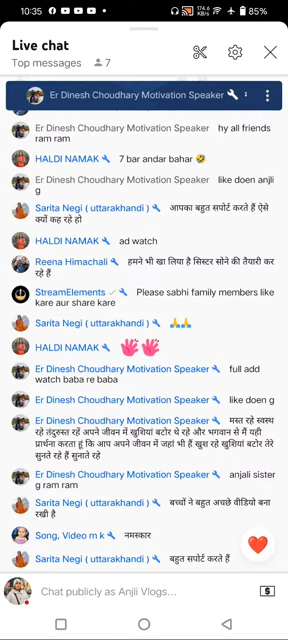 10:35
174.6
KB/s
85%
Live chat
Top messages 7
Er Dinesh Choudhary Motivation Speaker
Er Dinesh Choudhary Motivation Speaker hy all friends
ram ram
HALDI NAMAK 7 bar andar bahar 🤣
Er Dinesh Choudhary Motivation Speaker like doen anjli
g
Sarita Negi ( uttarakhandi ) आपका बहुत सपोर्ट करते हैं ऐसे
क्यों कह रहे हो
HALDI NAMAK ad watch
Reena Himachali हमने भी खा लिया है सिस्टर सोने की तैयारी कर
रहे हैं
StreamElements Please sabhi family members like
kare aur share kare
Sarita Negi ( uttarakhandi ) 🙏🙏
HALDI NAMAK
Er Dinesh Choudhary Motivation Speaker full add
watch baba re baba
Er Dinesh Choudhary Motivation Speaker like doen g
Er Dinesh Choudhary Motivation Speaker मस्त रहे स्वस्थ
रहे तंदुरुस्त रहें अपने जीवन में खुशियां बटोर थे रहे और भगवान से मैं यही
प्रार्थना करता हूं कि आप अपने जीवन में जहां भी हैं खुश रहे खुशियां बटोर तेरे
सुनते रहे हैं सुनाते रहे
Er Dinesh Choudhary Motivation Speaker anjali sister
g ram ram
Sarita Negi ( uttarakhandi ) बच्चों ने बहुत अच्छे वीडियो बना
रखी है
Song, Video m k नमस्कार
Sarita Negi ( uttarakhandi ) बहुत सपोर्ट करते हैं
Chat publicly as Anjli Vlogs...